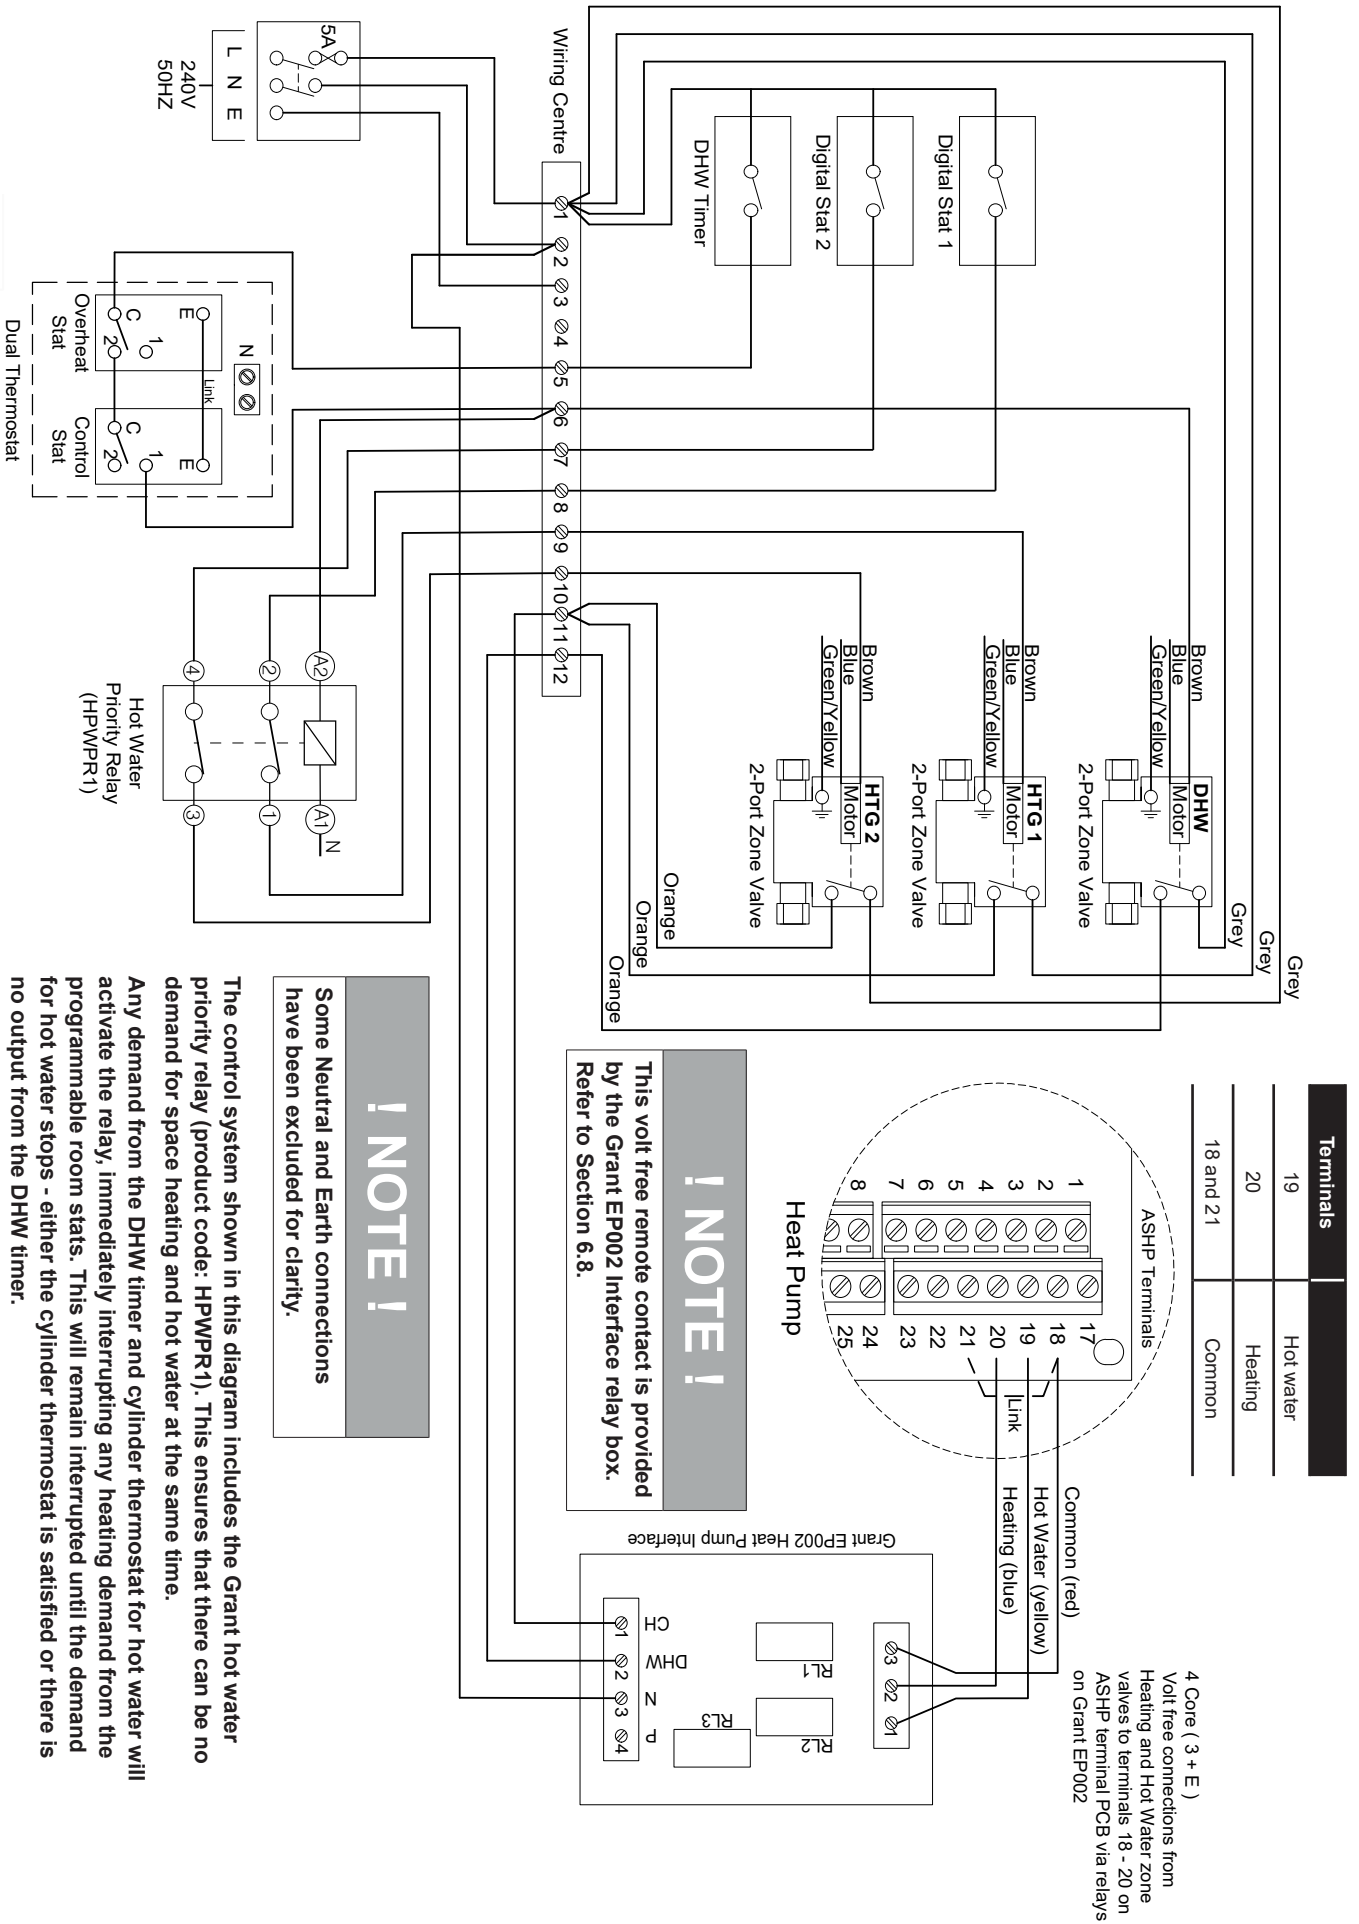 Terminals
19 Hot water
20 Heating
18 and 21 Common
4 Core ( 3 + E )
Volt free connections from
Heating and Hot Water zone
valves to terminals 18 - 20 on
ASHP terminal PCB via relays
on Grant EP002
ASHP Terminals
1
2
3
4
5
6
7
8
17
18
19
20
21
22
23
24
25
Link
Heat Pump
Common (red)
Hot Water (yellow)
Heating (blue)
Grant EP002 Heat Pump Interface
3
2
1
RL1
RL2
RL3
CH
DHW
N
P
1
2
3
4
Grey
Grey
Grey
DHW
Motor
Brown
Blue
Green/Yellow
2-Port Zone Valve
HTG 1
Motor
Brown
Blue
Green/Yellow
2-Port Zone Valve
HTG 2
Motor
Brown
Blue
Green/Yellow
2-Port Zone Valve
Orange
Orange
Orange
Digital Stat 1
Digital Stat 2
DHW Timer
Wiring Centre
1
2
3
4
5
6
7
8
9
10
11
12
5A
L N E
240V
50HZ
N
E
Link
E
C
1
2
C
1
2
Overheat
Stat
Control
Stat
Dual Thermostat
A2
A1
N
2
1
4
3
Hot Water
Priority Relay
(HPWPR1)
! NOTE !
This volt free remote contact is provided
by the Grant EP002 Interface relay box.
Refer to Section 6.8.
! NOTE !
Some Neutral and Earth connections
have been excluded for clarity.
The control system shown in this diagram includes the Grant hot water
priority relay (product code: HPWPR1). This ensures that there can be no
demand for space heating and hot water at the same time.
Any demand from the DHW timer and cylinder thermostat for hot water will
activate the relay, immediately interrupting any heating demand from the
programmable room stats. This will remain interrupted until the demand
for hot water stops - either the cylinder thermostat is satisfied or there is
no output from the DHW timer.